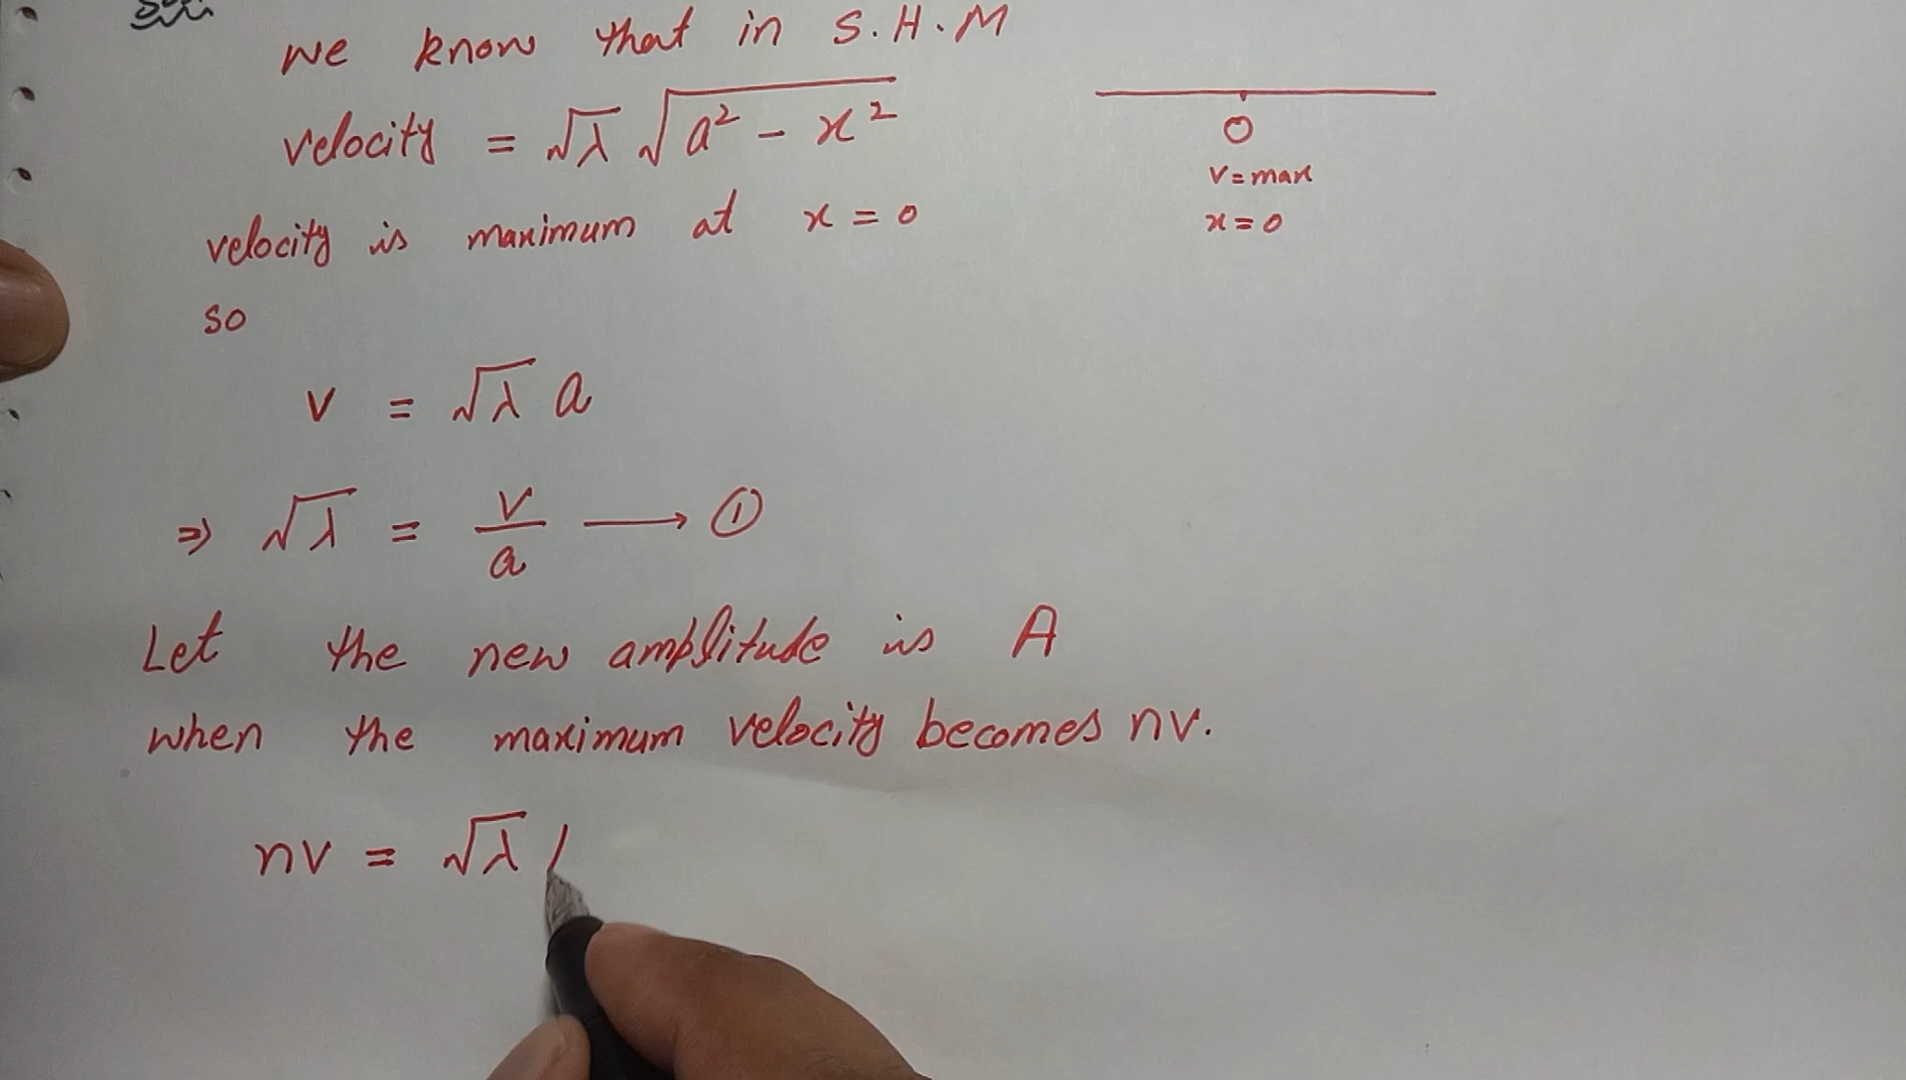 Soln
We know that in S.H.M
velocity = √λ √(a² - x²)
O
v = max
x = 0
velocity is maximum at x = 0
so
v = √λ a
⇒ √λ = v/a ⟶ ①
Let the new amplitude is A
when the maximum velocity becomes nv.
nv = √λ